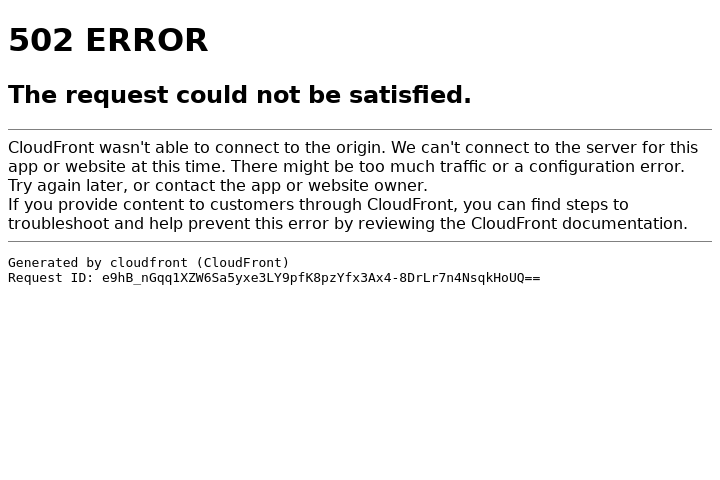 502 ERROR
The request could not be satisfied.
CloudFront wasn't able to connect to the origin. We can't connect to the server for this
app or website at this time. There might be too much traffic or a configuration error.
Try again later, or contact the app or website owner.
If you provide content to customers through CloudFront, you can find steps to
troubleshoot and help prevent this error by reviewing the CloudFront documentation.
Generated by cloudfront (CloudFront)
Request ID: e9hB_nGqq1XZW6Sa5yxe3LY9pfK8pzYfx3Ax4-8DrLr7n4NsqkHoUQ==